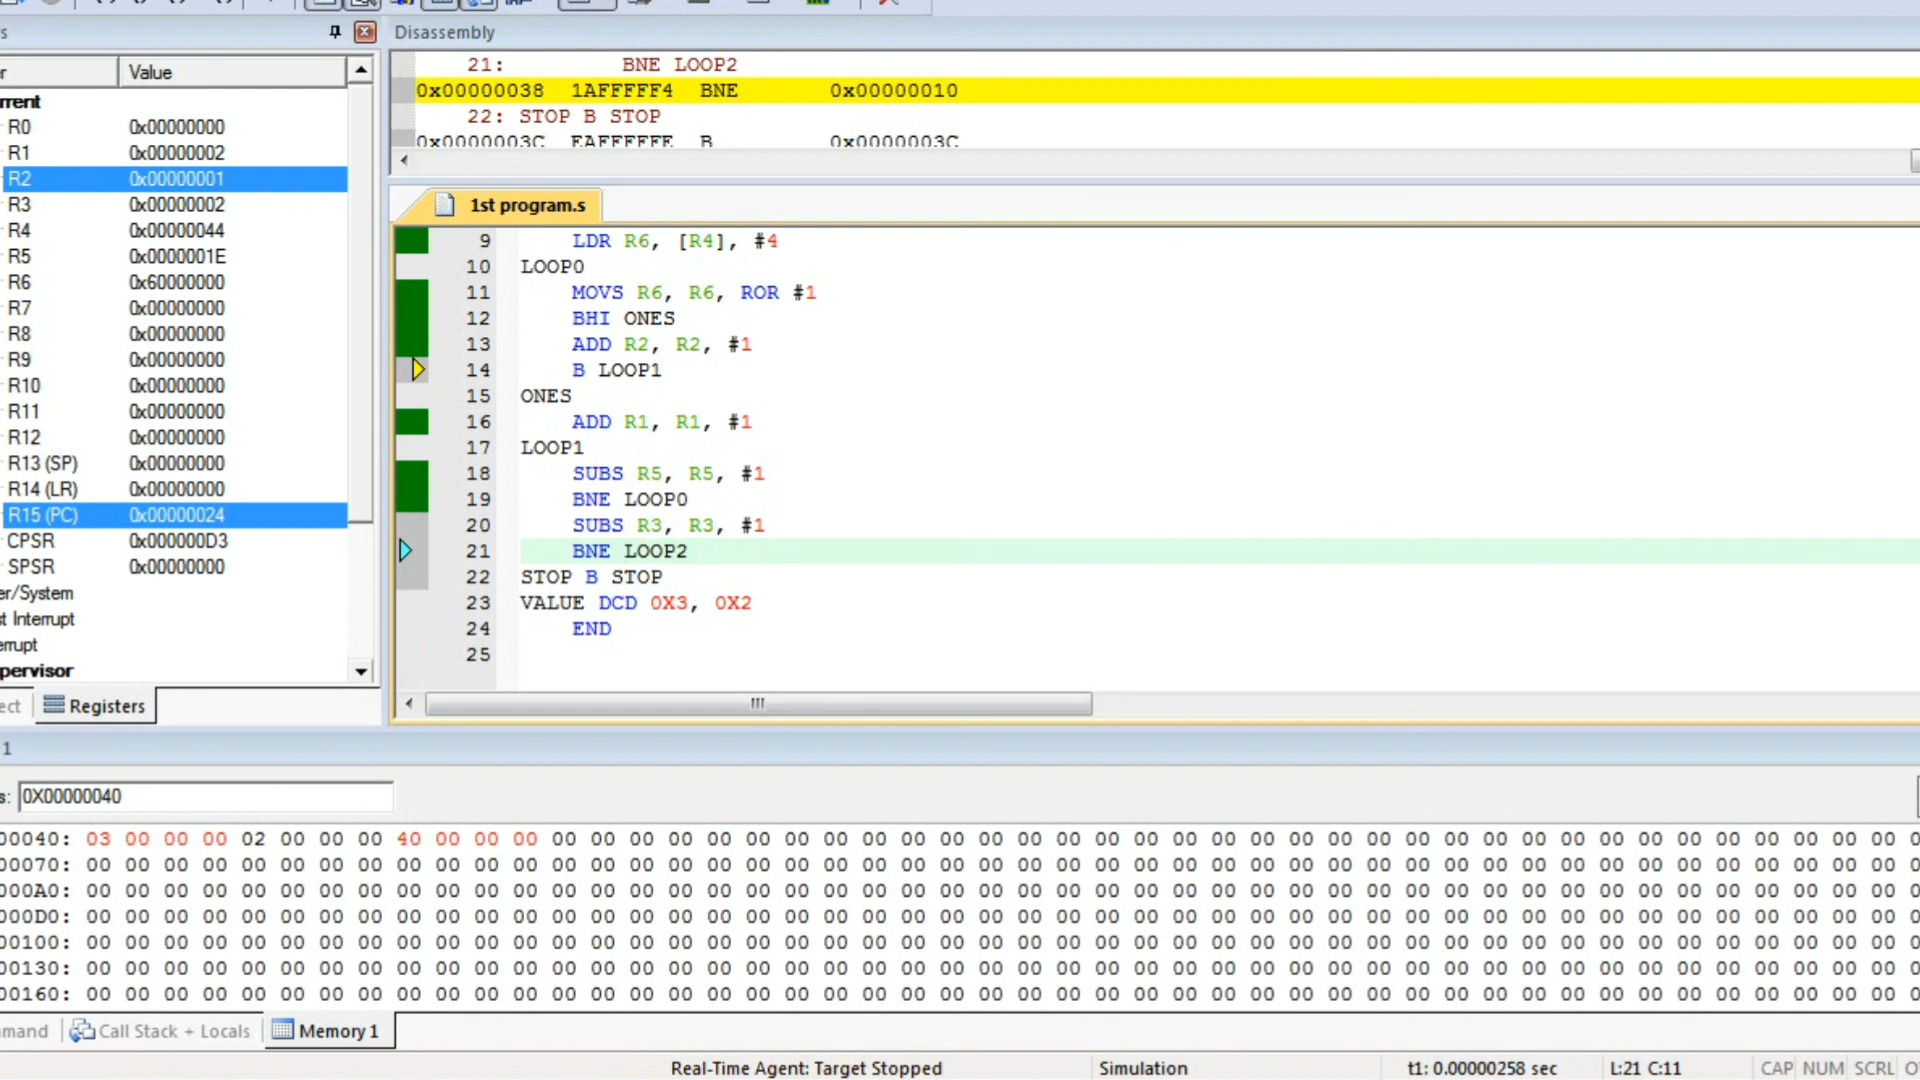 s
Disassembly
r Value
rrent
R0 0x00000000
R1 0x00000002
R2 0x00000001
R3 0x00000002
R4 0x00000044
R5 0x0000001E
R6 0x60000000
R7 0x00000000
R8 0x00000000
R9 0x00000000
R10 0x00000000
R11 0x00000000
R12 0x00000000
R13 (SP) 0x00000000
R14 (LR) 0x00000000
R15 (PC) 0x00000024
CPSR 0x000000D3
SPSR 0x00000000
er/System
st Interrupt
errupt
pervisor
ect Registers
21: BNE LOOP2
0x00000038 1AFFFFF4 BNE 0x00000010
22: STOP B STOP
0x0000003C EAFFFFFE B 0x0000003C
1st program.s
9 LDR R6, [R4], #4
10 LOOP0
11 MOVS R6, R6, ROR #1
12 BHI ONES
13 ADD R2, R2, #1
14 B LOOP1
15 ONES
16 ADD R1, R1, #1
17 LOOP1
18 SUBS R5, R5, #1
19 BNE LOOP0
20 SUBS R3, R3, #1
21 BNE LOOP2
22 STOP B STOP
23 VALUE DCD 0X3, 0X2
24 END
25
1
s: 0X00000040
00040: 03 00 00 00 02 00 00 00 40 00 00 00 00 00 00 00 00 00 00 00 00 00 00 00 00 00 00 00 00 00 00 00 00 00 00 00 00 00 00 00 00 00 00 00 00 00 00 0
00070: 00 00 00 00 00 00 00 00 00 00 00 00 00 00 00 00 00 00 00 00 00 00 00 00 00 00 00 00 00 00 00 00 00 00 00 00 00 00 00 00 00 00 00 00 00 00 00 0
000A0: 00 00 00 00 00 00 00 00 00 00 00 00 00 00 00 00 00 00 00 00 00 00 00 00 00 00 00 00 00 00 00 00 00 00 00 00 00 00 00 00 00 00 00 00 00 00 00 0
000D0: 00 00 00 00 00 00 00 00 00 00 00 00 00 00 00 00 00 00 00 00 00 00 00 00 00 00 00 00 00 00 00 00 00 00 00 00 00 00 00 00 00 00 00 00 00 00 00 0
00100: 00 00 00 00 00 00 00 00 00 00 00 00 00 00 00 00 00 00 00 00 00 00 00 00 00 00 00 00 00 00 00 00 00 00 00 00 00 00 00 00 00 00 00 00 00 00 00 0
00130: 00 00 00 00 00 00 00 00 00 00 00 00 00 00 00 00 00 00 00 00 00 00 00 00 00 00 00 00 00 00 00 00 00 00 00 00 00 00 00 00 00 00 00 00 00 00 00 0
00160: 00 00 00 00 00 00 00 00 00 00 00 00 00 00 00 00 00 00 00 00 00 00 00 00 00 00 00 00 00 00 00 00 00 00 00 00 00 00 00 00 00 00 00 00 00 00 00 0
mmand Call Stack + Locals Memory 1
Real-Time Agent: Target Stopped Simulation t1: 0.00000258 sec L:21 C:11 CAP NUM SCRL O